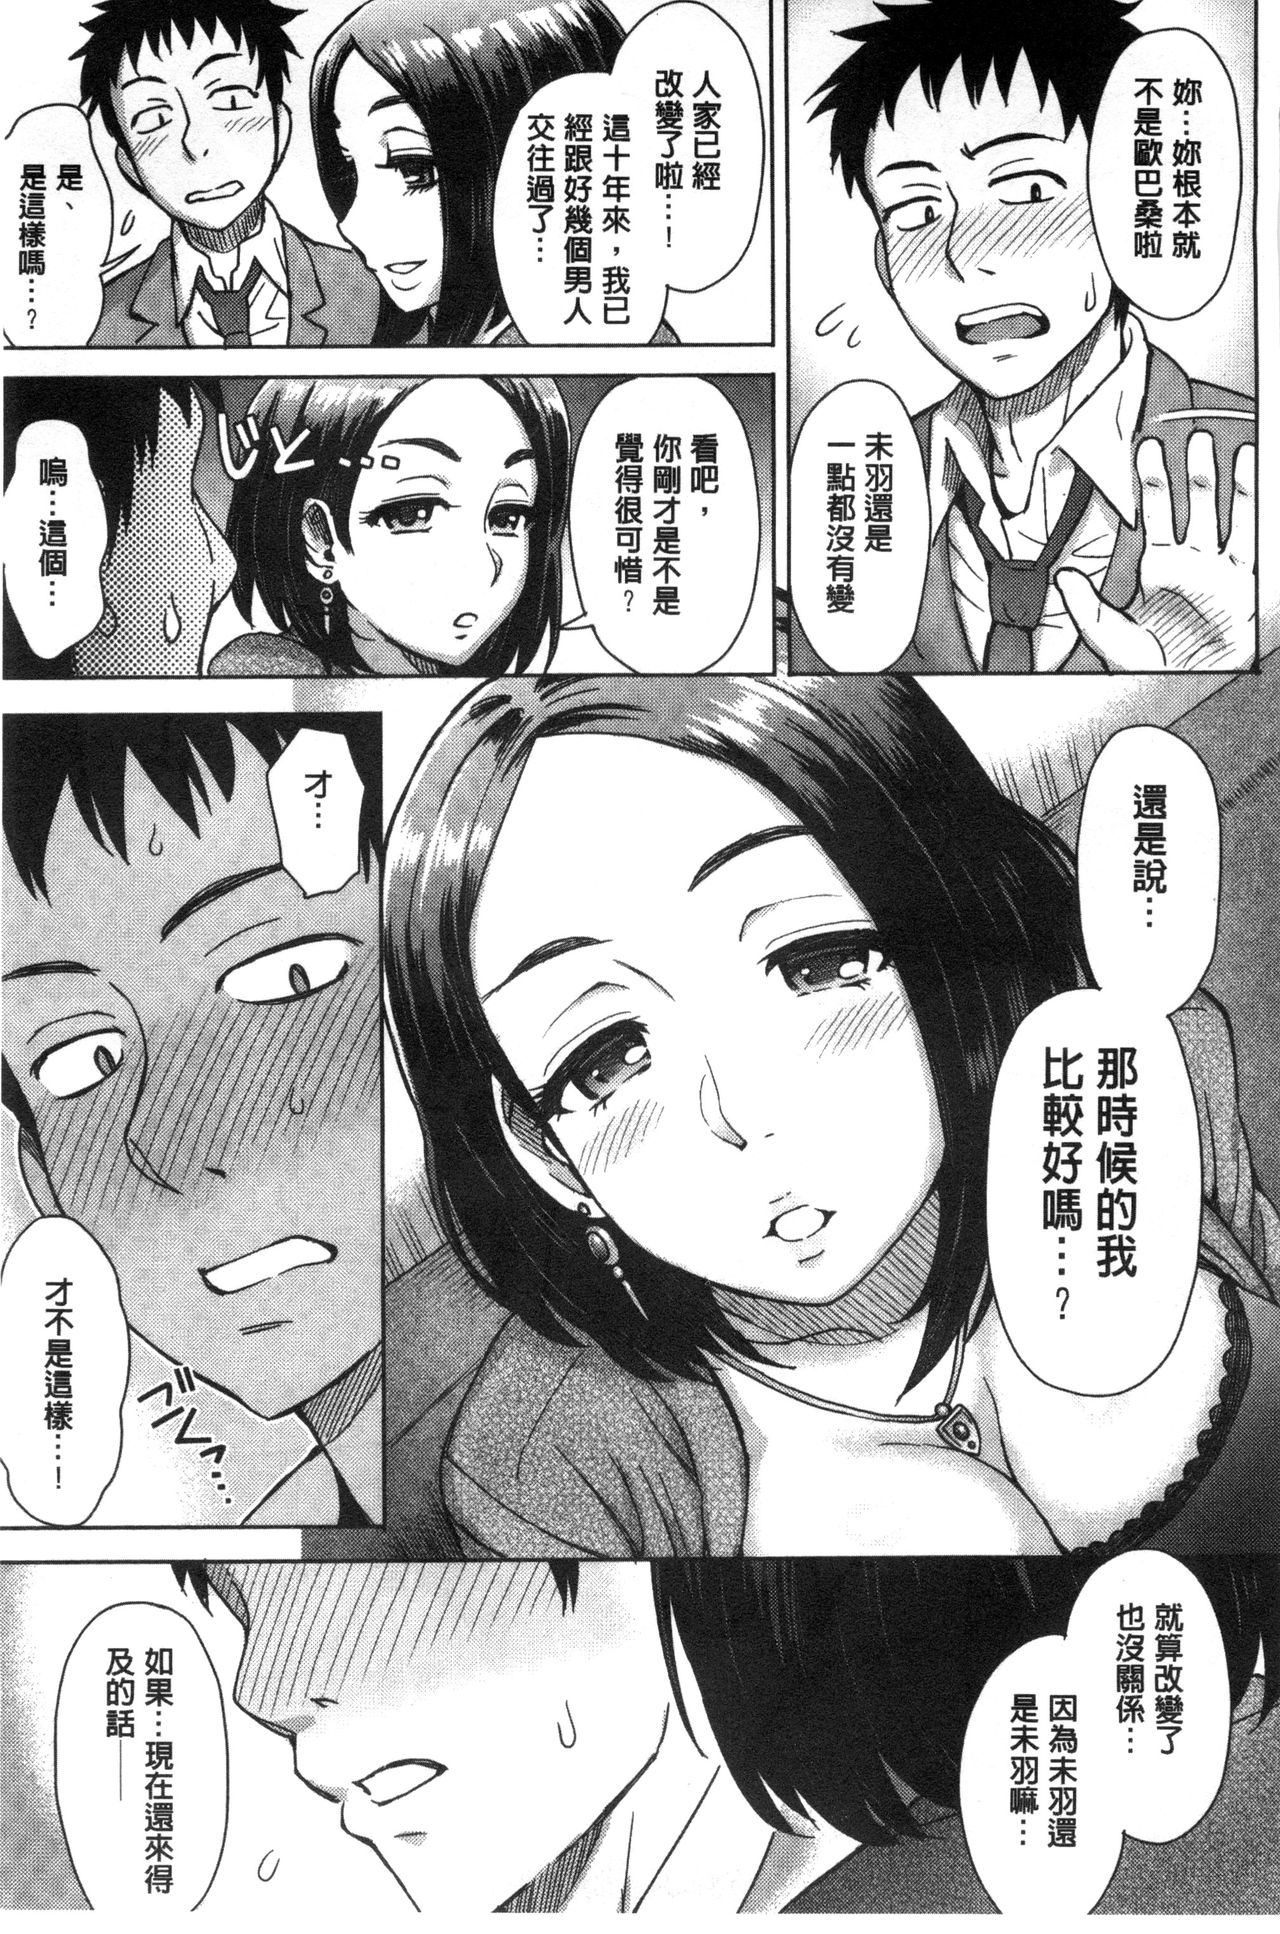 妳…妳根本就
不是歐巴桑啦
未羽還是
一點都沒有變
人家已經
改變了啦…!
這十年來，我已
經跟好幾個男人
交往過了…
是、
是這樣嗎…?
看吧，
你剛才是不是
覺得很可惜?
ジと…
嗚…這個…
還是說…
那時候的我
比較好嗎…?
才…
才不是這樣…!
ズグ…
就算改變了
也沒關係…
因為未羽還
是未羽嘛…
如果…現在還來得
及的話——